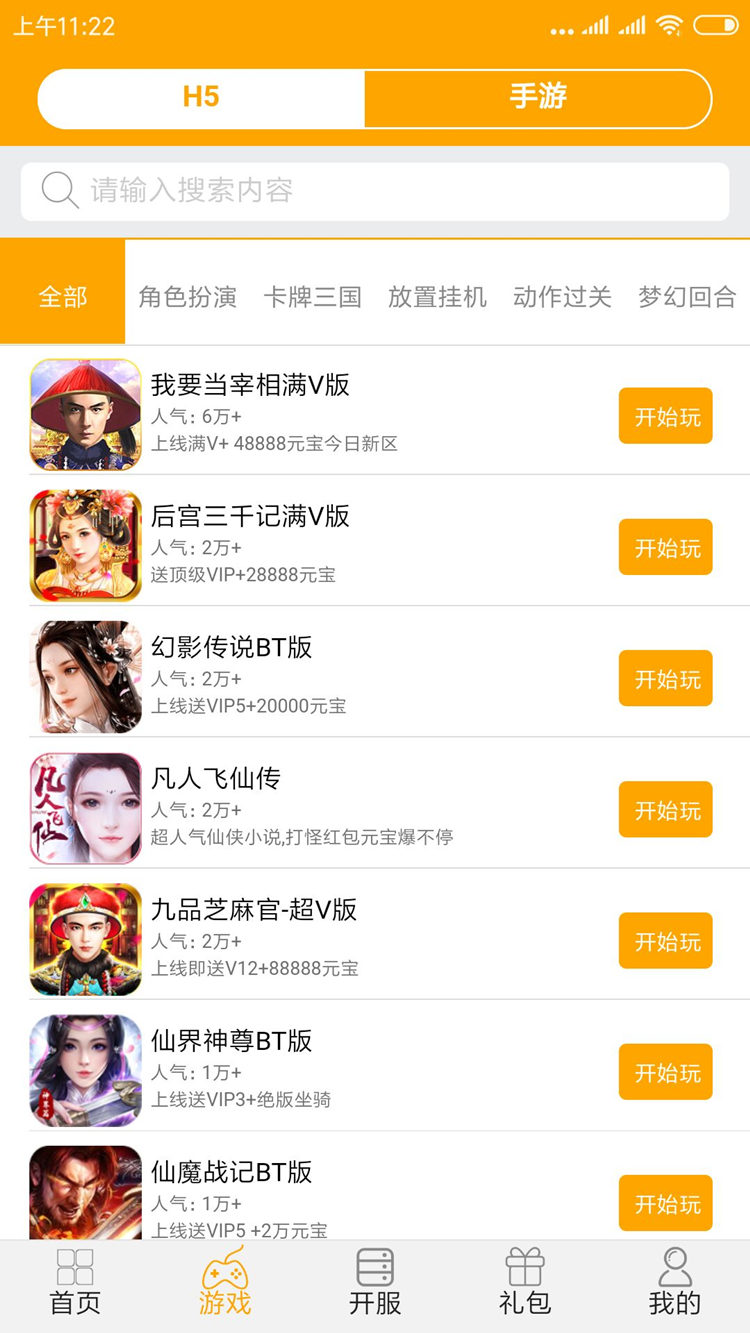 上午11:22
H5
手游
请输入搜索内容
全部 角色扮演 卡牌三国 放置挂机 动作过关 梦幻回合
我要当宰相满V版
人气: 6万+
上线满V+ 48888元宝今日新区
开始玩
后宫三千记满V版
人气: 2万+
送顶级VIP+28888元宝
开始玩
幻影传说BT版
人气: 2万+
上线送VIP5+20000元宝
开始玩
凡人飞仙
凡人飞仙传
人气: 2万+
超人气仙侠小说,打怪红包元宝爆不停
开始玩
九品芝麻官-超V版
人气: 2万+
上线即送V12+88888元宝
开始玩
仙界神尊BT版
人气: 1万+
上线送VIP3+绝版坐骑
开始玩
仙魔战记BT版
人气: 1万+
上线送VIP5 +2万元宝
开始玩
首页 游戏 开服 礼包 我的